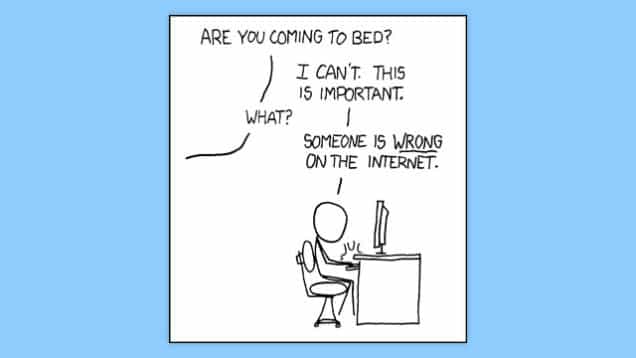 ARE YOU COMING TO BED?
I CAN'T. THIS
IS IMPORTANT.
WHAT?
SOMEONE IS WRONG
ON THE INTERNET.